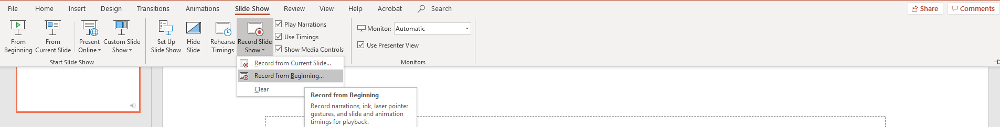 File Home Insert Design Transitions Animations Slide Show Review View Help Acrobat Search Share Comments
From Beginning
From Current Slide
Present Online
Custom Slide Show
Start Slide Show
Set Up Slide Show
Hide Slide
Rehearse Timings
Record Slide Show
Play Narrations
Use Timings
Show Media Controls
Monitor: Automatic
Use Presenter View
Monitors
Record from Current Slide...
Record from Beginning...
Clear
Record from Beginning
Record narrations, ink, laser pointer
gestures, and slide and animation
timings for playback.